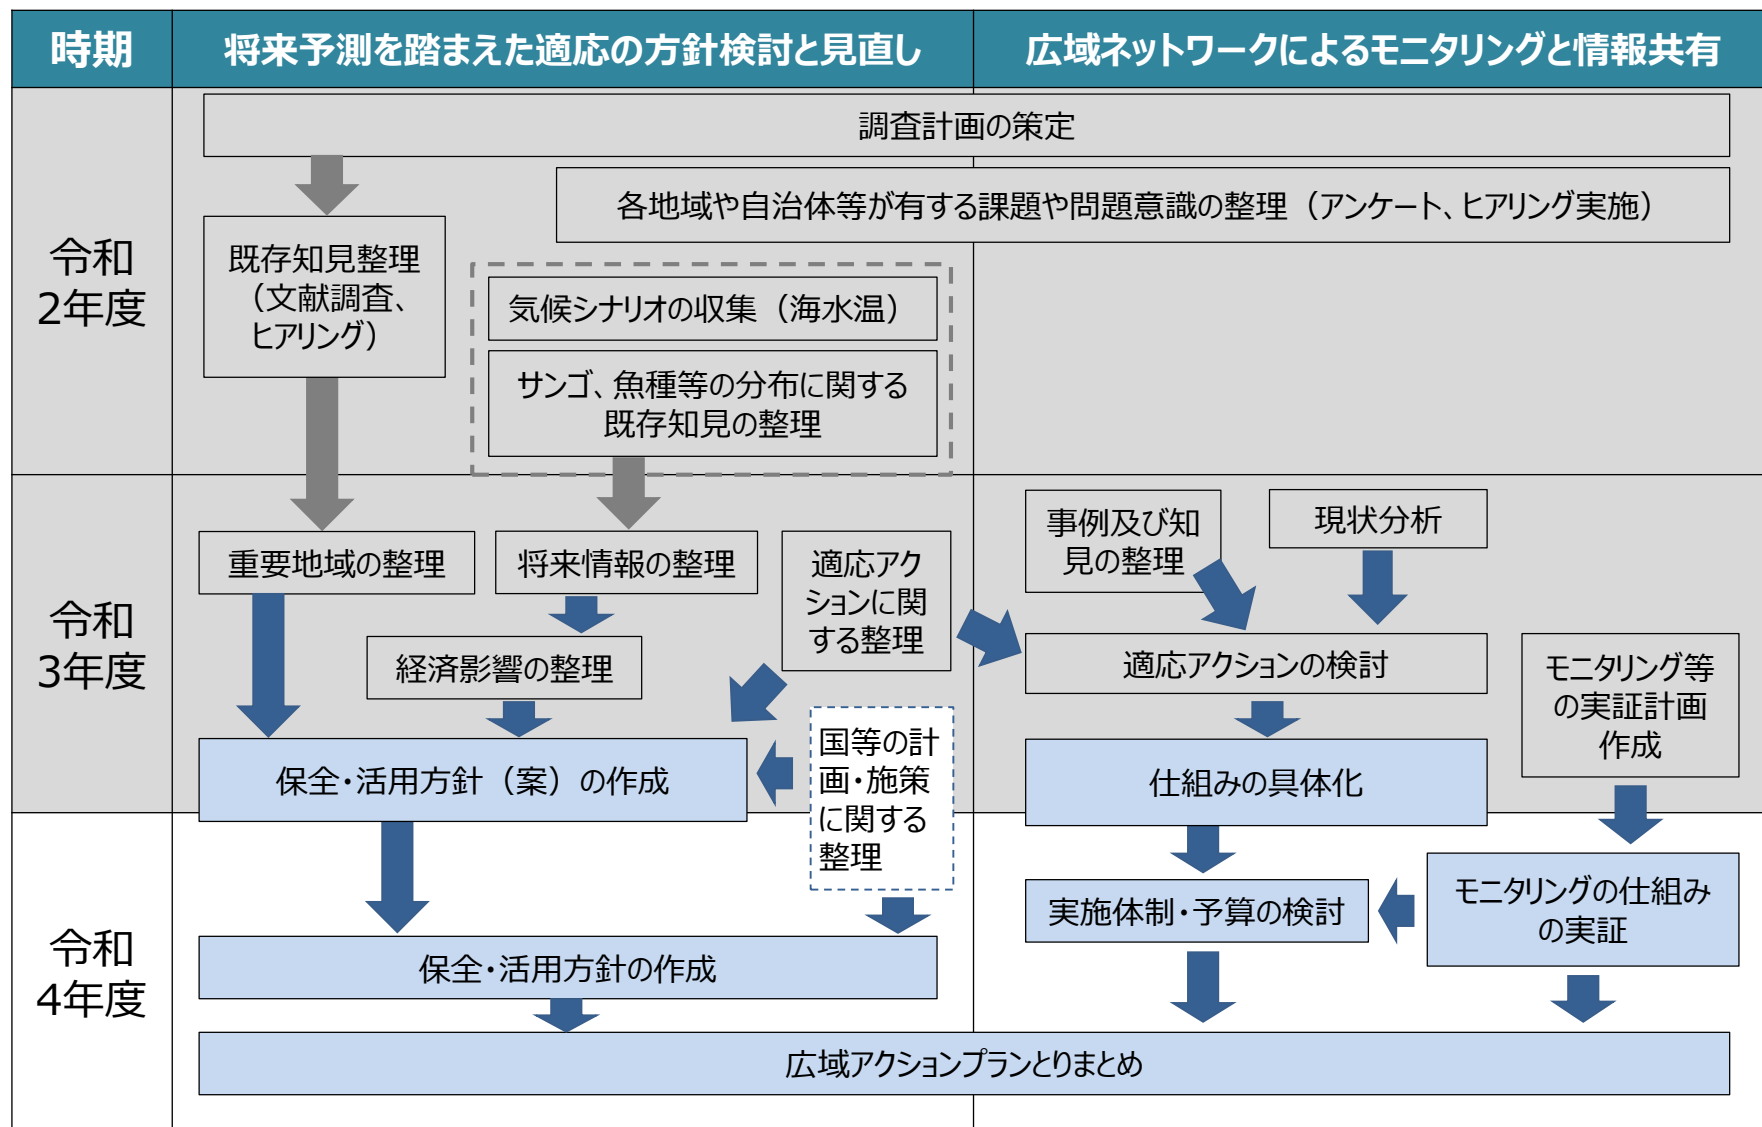 時期
将来予測を踏まえた適応の方針検討と見直し
広域ネットワークによるモニタリングと情報共有
令和
2年度
調査計画の策定
各地域や自治体等が有する課題や問題意識の整理（アンケート、ヒアリング実施）
既存知見整理
（文献調査、
ヒアリング）
気候シナリオの収集（海水温）
サンゴ、魚種等の分布に関する
既存知見の整理
令和
3年度
重要地域の整理
将来情報の整理
適応アク
ションに関
する整理
経済影響の整理
国等の計
画・施策
に関する
整理
保全・活用方針（案）の作成
事例及び知
見の整理
現状分析
適応アクションの検討
モニタリング等
の実証計画
作成
仕組みの具体化
令和
4年度
保全・活用方針の作成
実施体制・予算の検討
モニタリングの仕組み
の実証
広域アクションプランとりまとめ